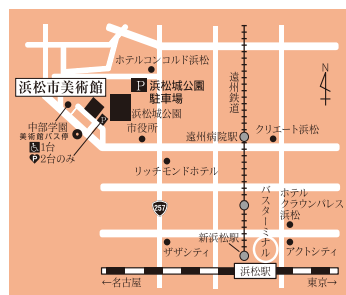 ホテルコンコルド浜松
N
浜松市美術館
P 浜松城公園
駐車場
遠州鉄道
浜松城公園
P
中部学園
美術館バス停
市役所
遠州病院駅
クリエート浜松
1台
P 2台のみ
リッチモンドホテル
ホテル
クラウンパレス
浜松
バスターミナル
257
新浜松駅
ザザシティ
アクトシティ
浜松駅
←名古屋
東京→